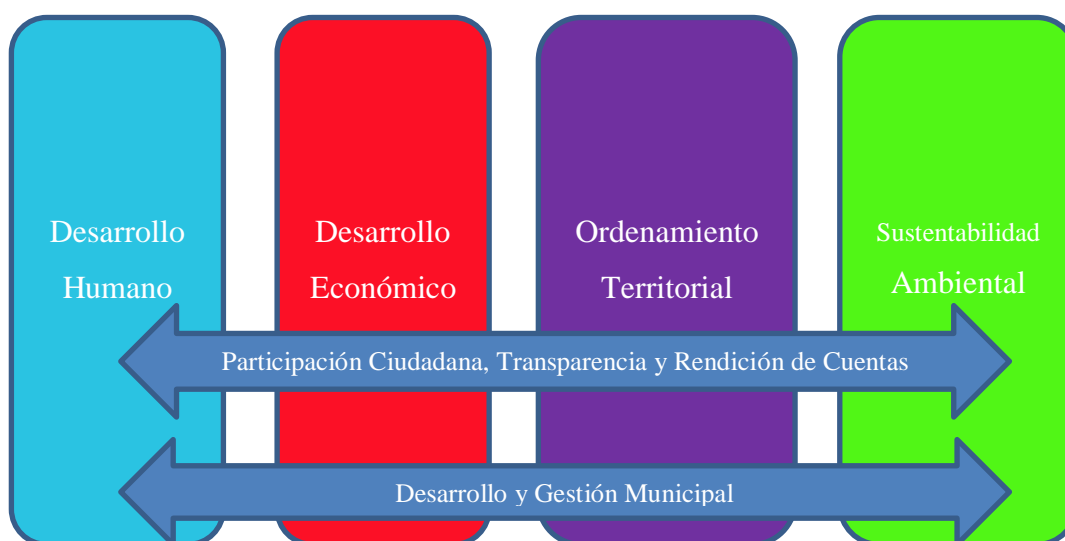 Desarrollo
Humano
Desarrollo
Económico
Ordenamiento
Territorial
Sustentabilidad
Ambiental
Participación Ciudadana, Transparencia y Rendición de Cuentas
Desarrollo y Gestión Municipal